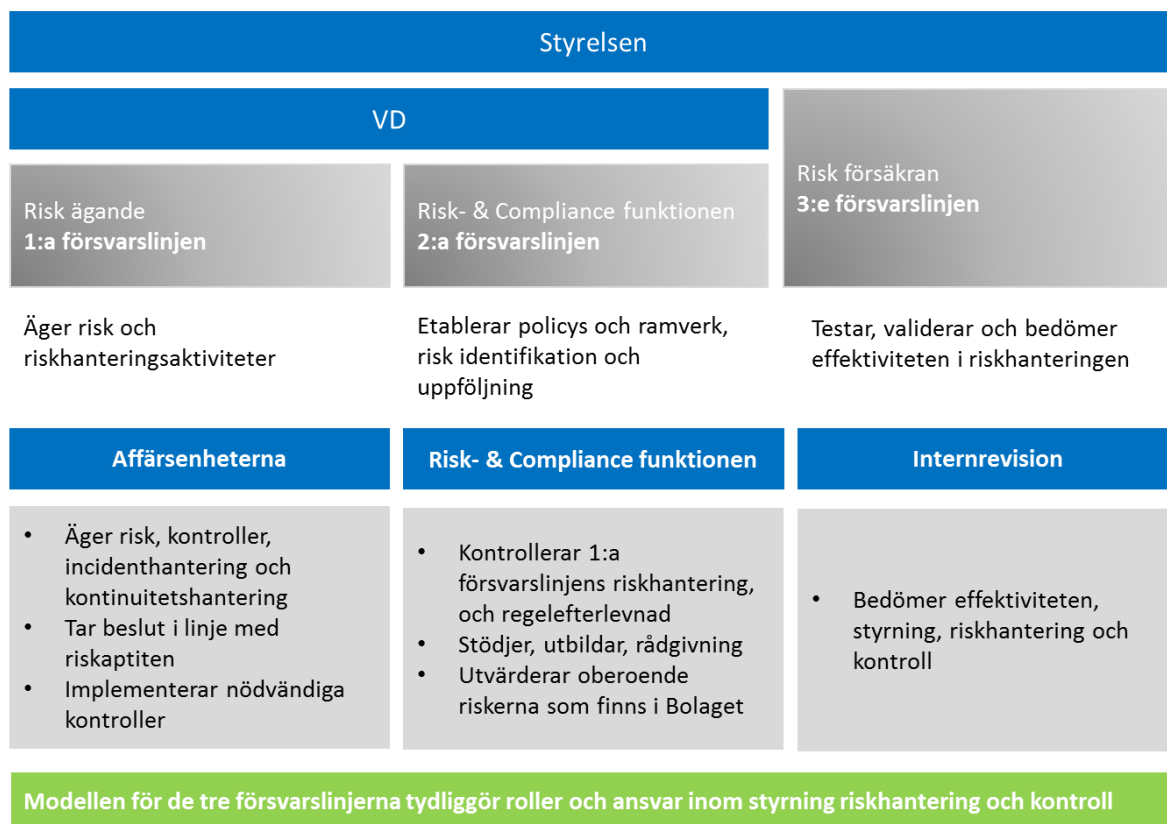 Styrelsen
VD
Risk ägande
1:a försvarslinjen
Risk- & Compliance funktionen
2:a försvarslinjen
Risk försäkran
3:e försvarslinjen
Äger risk och
riskhanteringsaktiviteter
Etablerar policys och ramverk,
risk identifikation och
uppföljning
Testar, validerar och bedömer
effektiviteten i riskhanteringen
Affärsenheterna
Risk- & Compliance funktionen
Internrevision
• Äger risk, kontroller,
incidenthantering och
kontinuitetshantering
• Tar beslut i linje med
riskaptiten
• Implementerar nödvändiga
kontroller
• Kontrollerar 1:a
försvarslinjens riskhantering,
och regelefterlevnad
• Stödjer, utbildar, rådgivning
• Utvärderar oberoende
riskerna som finns i Bolaget
• Bedömer effektiviteten,
styrning, riskhantering och
kontroll
Modellen för de tre försvarslinjerna tydliggör roller och ansvar inom styrning riskhantering och kontroll